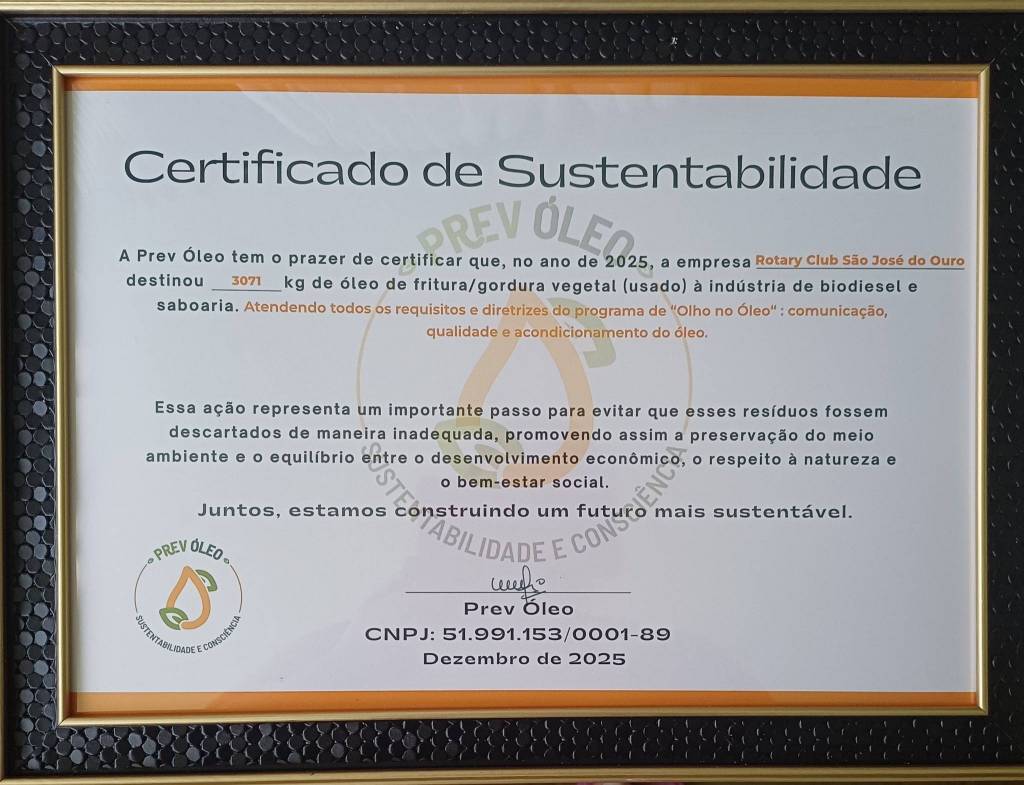 Certificado de Sustentabilidade
PREV ÓLEO
A Prev Óleo tem o prazer de certificar que, no ano de 2025, a empresa Rotary Club São José do Ouro
destinou 3071 kg de óleo de fritura/gordura vegetal (usado) à indústria de biodiesel e
saboaria. Atendendo todos os requisitos e diretrizes do programa de "Olho no Óleo" : comunicação,
qualidade e acondicionamento do óleo.
Essa ação representa um importante passo para evitar que esses resíduos fossem
descartados de maneira inadequada, promovendo assim a preservação do meio
ambiente e o equilíbrio entre o desenvolvimento econômico, o respeito à natureza e
o bem-estar social.
Juntos, estamos construindo um futuro mais sustentável.
SUSTENTABILIDADE E CONSCIÊNCIA
PREV ÓLEO
SUSTENTABILIDADE E CONSCIÊNCIA
Prev Óleo
CNPJ: 51.991.153/0001-89
Dezembro de 2025